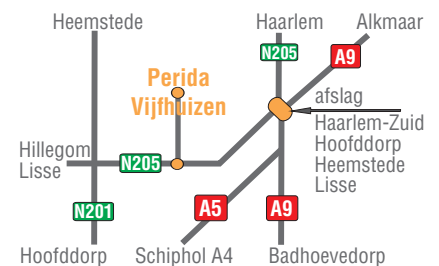 Heemstede
Haarlem
Alkmaar
N205
A9
Perida
Vijfhuizen
afslag
Haarlem-Zuid
Hoofddorp
Heemstede
Lisse
Hillegom
Lisse
N205
N201
A5
A9
Hoofddorp
Schiphol A4
Badhoevedorp